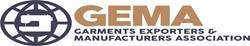 GEMA
GARMENTS EXPORTERS &
MANUFACTURERS ASSOCIATION